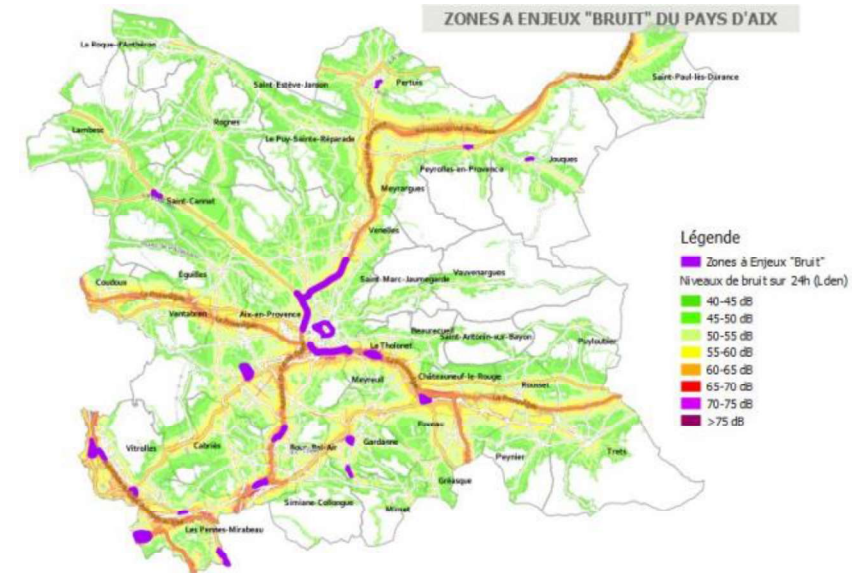 ZONES A ENJEUX "BRUIT" DU PAYS D'AIX
La Roque-d'Anthéron
Saint-Estève-Janson
Pertuis
Saint-Paul-lès-Durance
Lambesc
Rognes
Le Puy-Sainte-Réparade
Peyrolles-en-Provence
Jouques
Meyrargues
Saint-Cannat
Venelles
Saint-Marc-Jaumegarde
Vauvenargues
Éguilles
Coudoux
Ventabren
Aix-en-Provence
Beaurecueil
Saint-Antonin-sur-Bayon
Puyloubier
Le Tholonet
Meyreuil
Châteauneuf-le-Rouge
Rousset
Vitrolles
Cabriès
Bouc-Bel-Air
Gardanne
Fuveau
Peynier
Trets
Gréasque
Simiane-Collongue
Mimet
Les Pennes-Mirabeau
Légende
Zones à Enjeux "Bruit"
Niveaux de bruit sur 24h (Lden)
40-45 dB
45-50 dB
50-55 dB
55-60 dB
60-65 dB
65-70 dB
70-75 dB
>75 dB